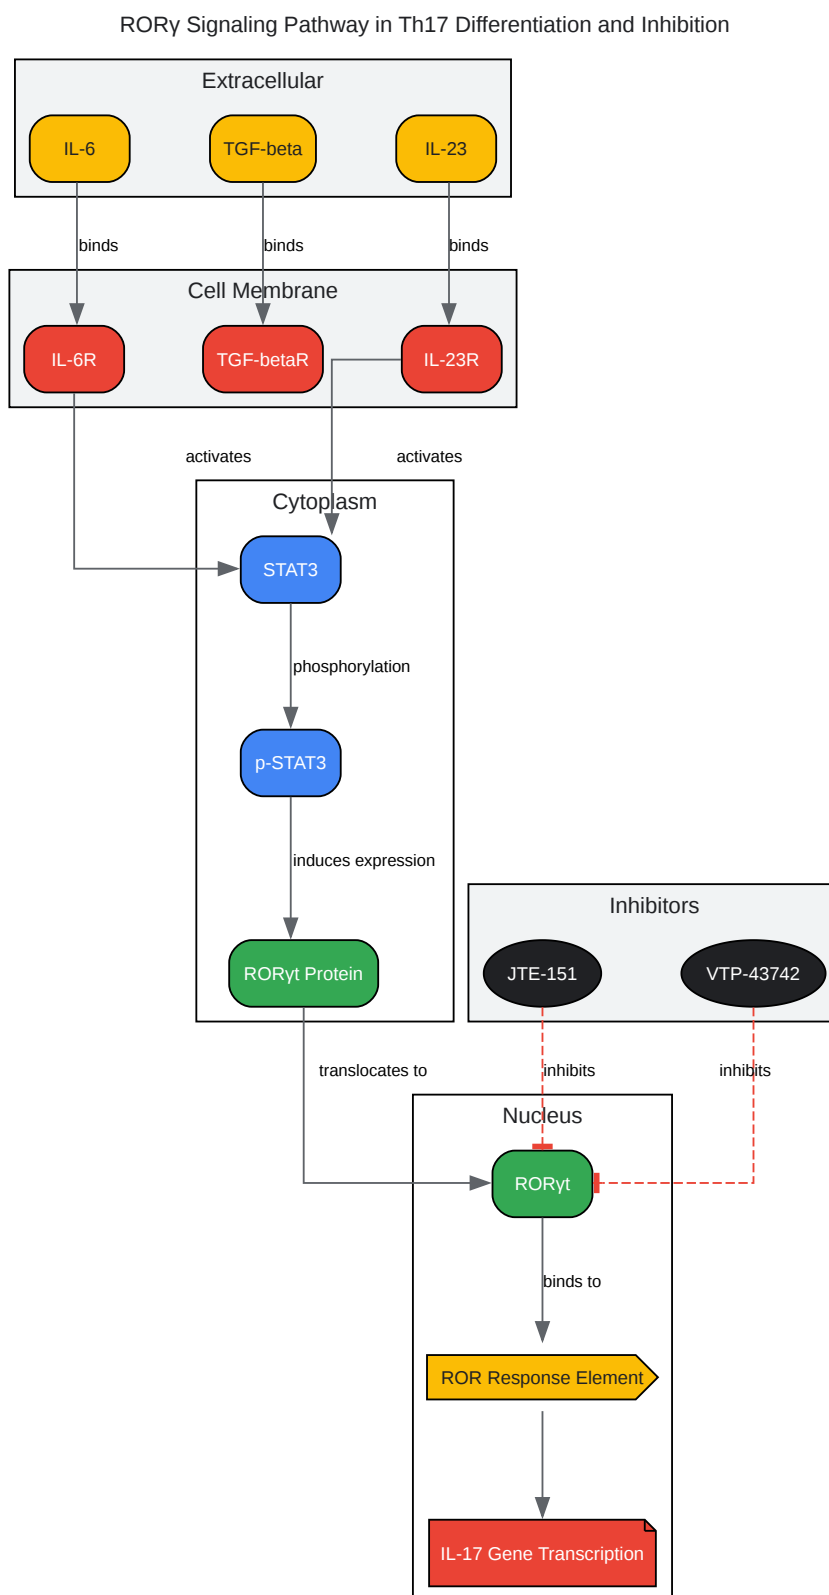 RORγ Signaling Pathway in Th17 Differentiation and Inhibition
Extracellular
IL-6
TGF-beta
IL-23
binds
binds
binds
Cell Membrane
IL-6R
TGF-betaR
IL-23R
activates
activates
Cytoplasm
STAT3
phosphorylation
p-STAT3
induces expression
Inhibitors
RORγt Protein
JTE-151
VTP-43742
translocates to
inhibits
inhibits
Nucleus
RORγt
binds to
ROR Response Element
IL-17 Gene Transcription